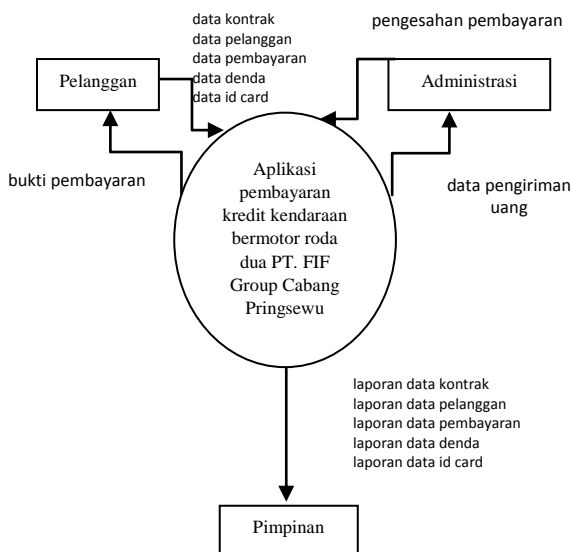 data kontrak
data pelanggan
data pembayaran
data denda
data id card
pengesahan pembayaran
Pelanggan
Administrasi
bukti pembayaran
Aplikasi
pembayaran
kredit kendaraan
bermotor roda
dua PT. FIF
Group Cabang
Pringsewu
data pengiriman
uang
laporan data kontrak
laporan data pelanggan
laporan data pembayaran
laporan data denda
laporan data id card
Pimpinan